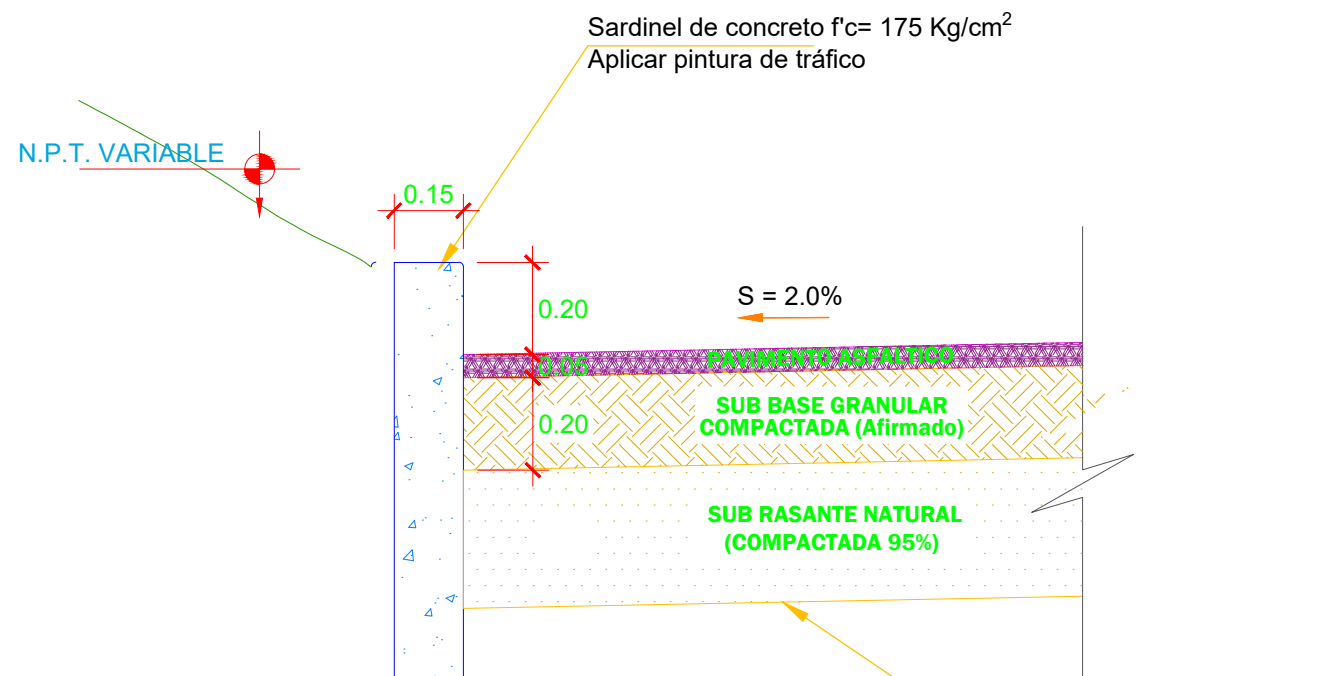 Sardinel de concreto f'c= 175 Kg/cm²
Aplicar pintura de tráfico
N.P.T. VARIABLE
0.15
0.20
S = 2.0%
PAVIMENTO ASFALTICO
0.05
SUB BASE GRANULAR
COMPACTADA (Afirmado)
0.20
SUB RASANTE NATURAL
(COMPACTADA 95%)